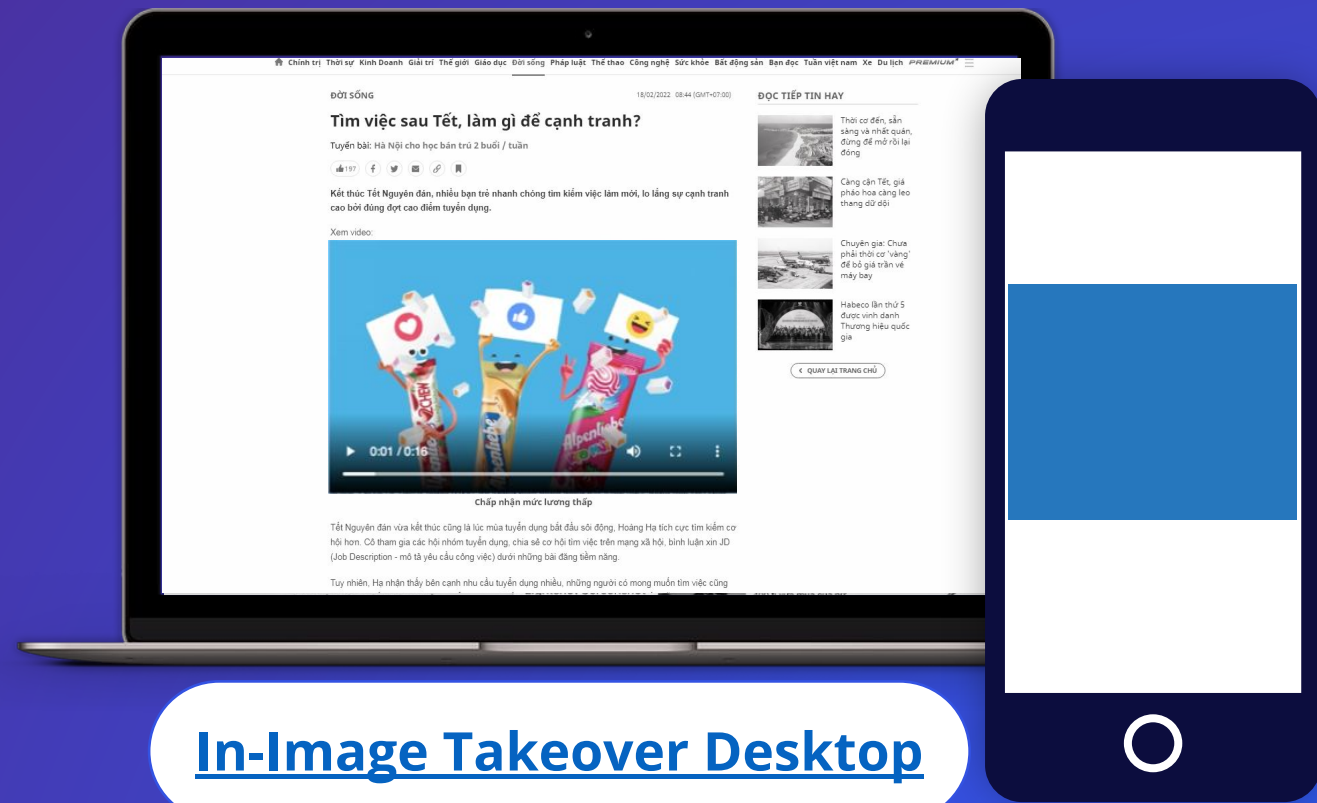 Chính trị Thời sự Kinh Doanh Giải trí Thế giới Giáo dục Đời sống Pháp luật Thể thao Công nghệ Sức khỏe Bất động sản Bạn đọc Tuần việt nam Xe Du lịch PREMIUM
ĐỜI SỐNG
18/02/2022 08:44 (GMT+07:00)
Tìm việc sau Tết, làm gì để cạnh tranh?
Tuyến bài: Hà Nội cho học bán trú 2 buổi / tuần
197
Kết thúc Tết Nguyên đán, nhiều bạn trẻ nhanh chóng tìm kiếm việc làm mới, lo lắng sự cạnh tranh
cao bởi đúng đợt cao điểm tuyển dụng.
Xem video:
2CHEW
Alpenliebe
Alpenliebe
0:01 / 0:16
Chấp nhận mức lương thấp
Tết Nguyên đán vừa kết thúc cũng là lúc mùa tuyển dụng bắt đầu sôi động, Hoàng Hạ tích cực tìm kiếm cơ
hội hơn. Cô tham gia các hội nhóm tuyển dụng, chia sẻ cơ hội tìm việc trên mạng xã hội, bình luận xin JD
(Job Description - mô tả yêu cầu công việc) dưới những bài đăng tiềm năng.
Tuy nhiên, Hạ nhận thấy bên cạnh nhu cầu tuyển dụng nhiều, những người có mong muốn tìm việc cũng
ĐỌC TIẾP TIN HAY
Thời cơ đến, sẵn
sàng và nhất quán,
đừng để mở rồi lại
đóng
Càng cận Tết, giá
pháo hoa càng leo
thang dữ dội
Chuyên gia: Chưa
phải thời cơ 'vàng'
để bỏ giá trần vé
máy bay
Habeco lần thứ 5
được vinh danh
Thương hiệu quốc
gia
QUAY LẠI TRANG CHỦ
In-Image Takeover Desktop